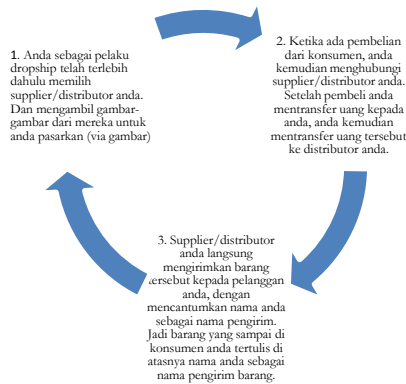 1. Anda sebagai pelaku
dropship telah terlebih
dahulu memilih
supplier/distributor anda.
Dan mengambil gambar-
gambar dari mereka untuk
anda pasarkan (via gambar)
2. Ketika ada pembelian
dari konsumen, anda
kemudian menghubungi
supplier/distributor anda.
Setelah pembeli anda
mentransfer uang kepada
anda, anda kemudian
mentransfer uang tersebut
ke distributor anda.
3. Supplier/distributor
anda langsung
mengirimkan barang
tersebut kepada pelanggan
anda, dengan
mencantumkan nama anda
sebagai nama pengirim.
Jadi barang yang sampai di
konsumen anda tertulis di
atasnya nama anda sebagai
nama pengirim barang.